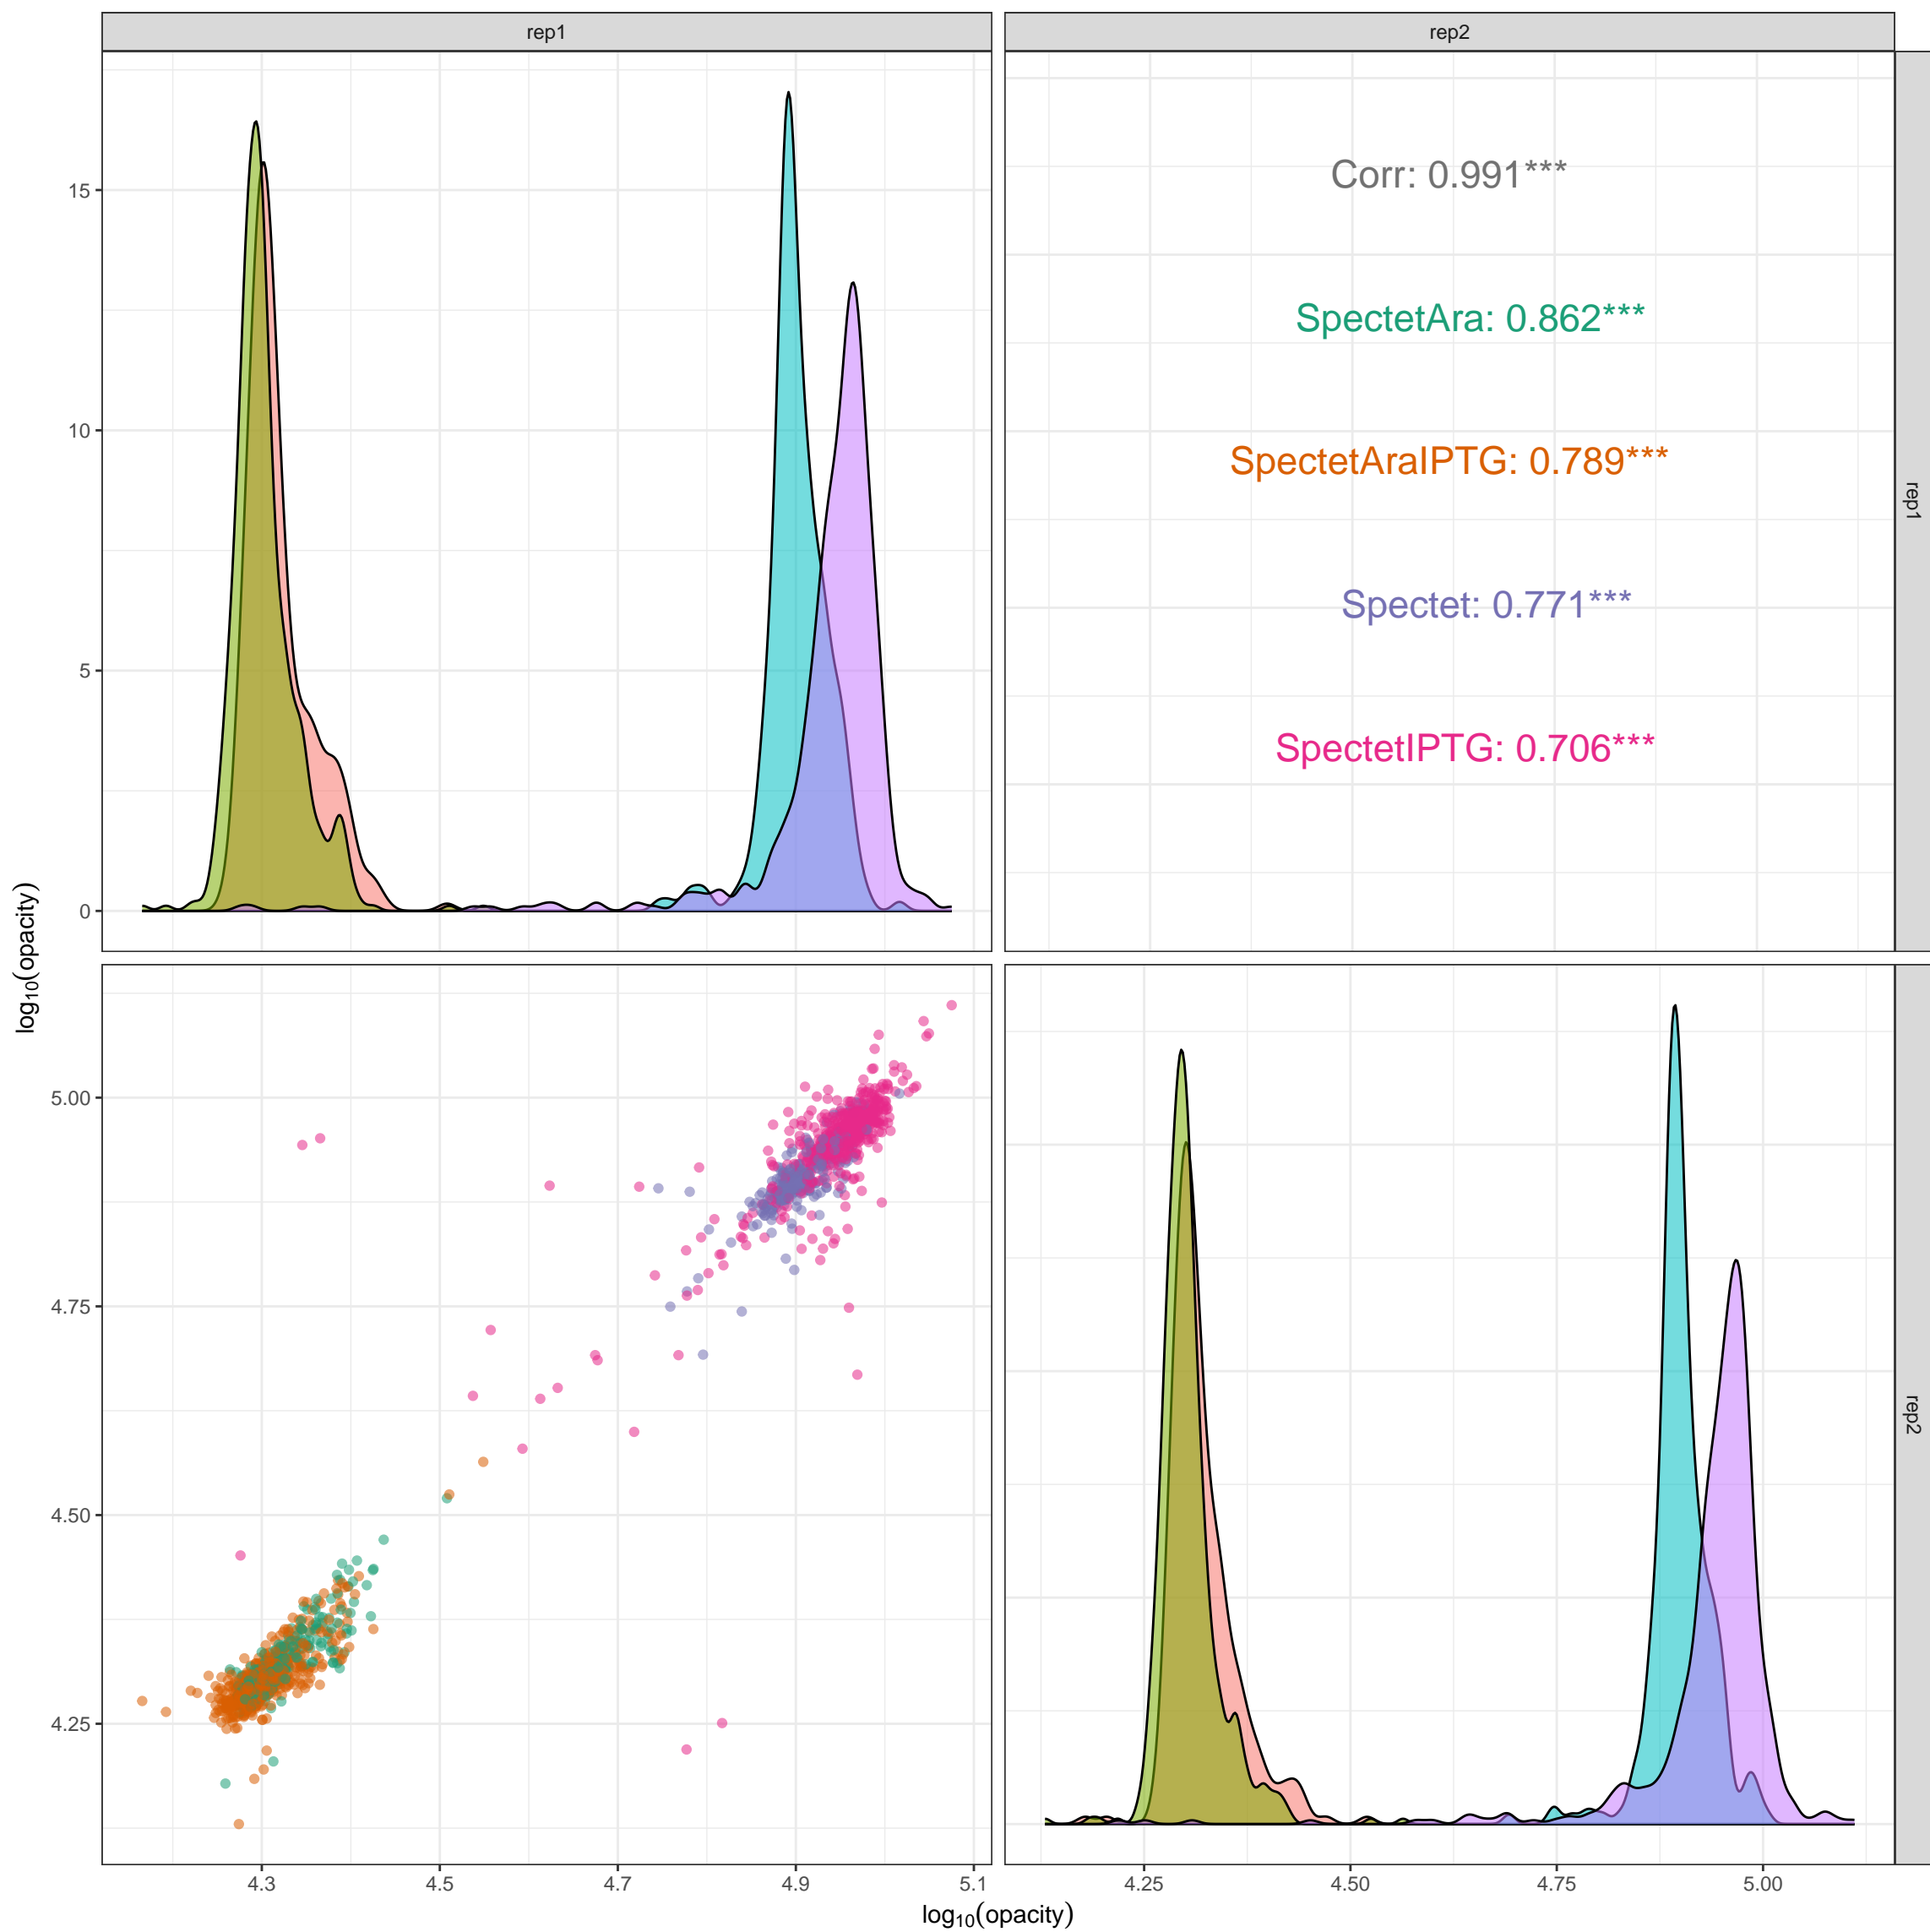 rep1
rep2
15
10
5
0
Corr: 0.991***
SpectetAra: 0.862***
SpectetAraIPTG: 0.789***
Spectet: 0.771***
SpectetIPTG: 0.706***
rep1
log10(opacity)
5.00
4.75
4.50
4.25
rep2
4.3
4.5
4.7
4.9
5.1
4.25
4.50
4.75
5.00
log10(opacity)